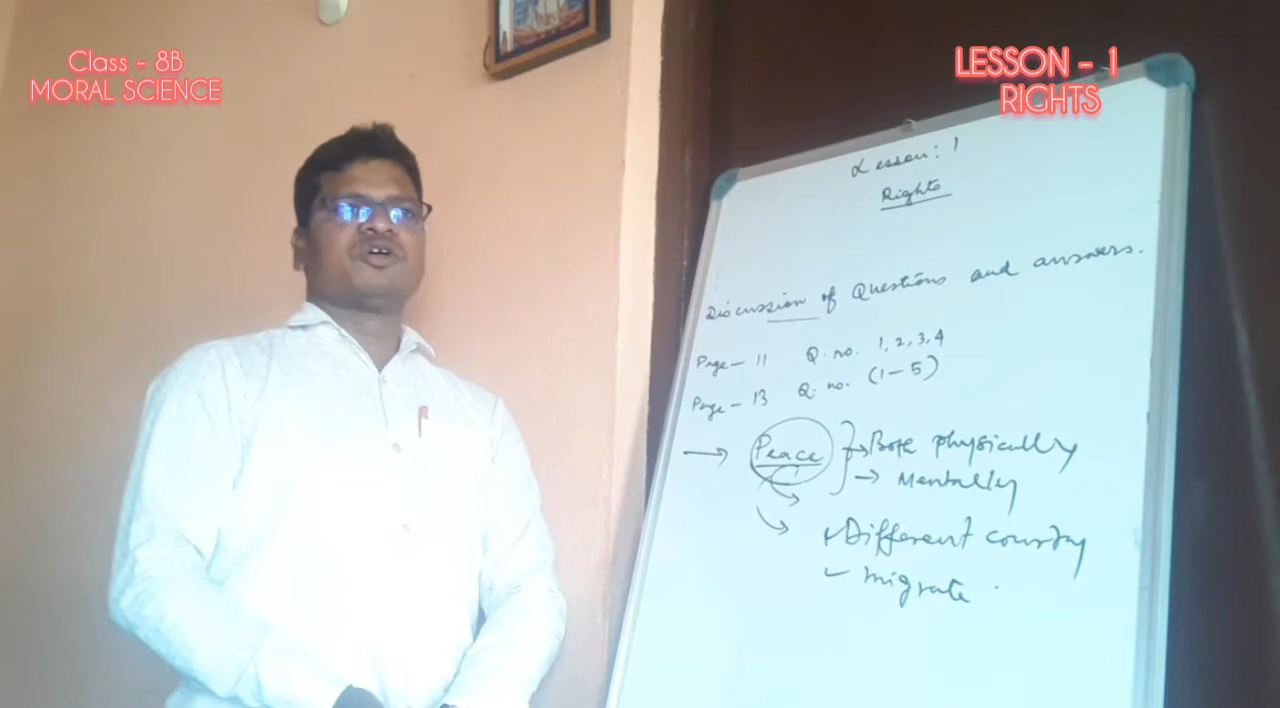 Class - 8B
MORAL SCIENCE
LESSON - 1
RIGHTS
Lesson: 1
Rights
Discussion of Questions and answers.
Page - 11 Q. no. 1, 2, 3, 4
Page - 13 Q. no. (1 - 5)
→ Peace } → Both physically
→ Mentally
Different country
migrate.